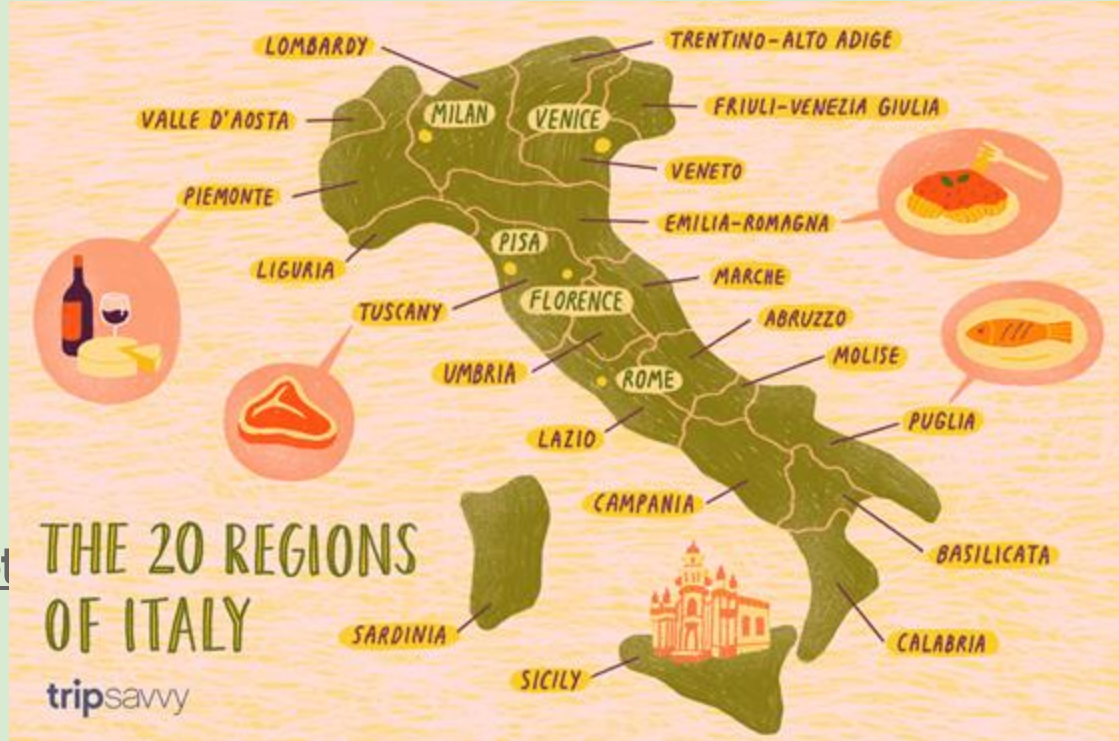 LOMBARDY
TRENTINO-ALTO ADIGE
VALLE D'AOSTA
MILAN
VENICE
FRIULI-VENEZIA GIULIA
VENETO
PIEMONTE
EMILIA-ROMAGNA
PISA
LIGURIA
MARCHE
TUSCANY
FLORENCE
ABRUZZO
MOLISE
UMBRIA
ROME
PUGLIA
LAZIO
CAMPANIA
THE 20 REGIONS
OF ITALY
BASILICATA
SARDINIA
CALABRIA
SICILY
tripsavvy